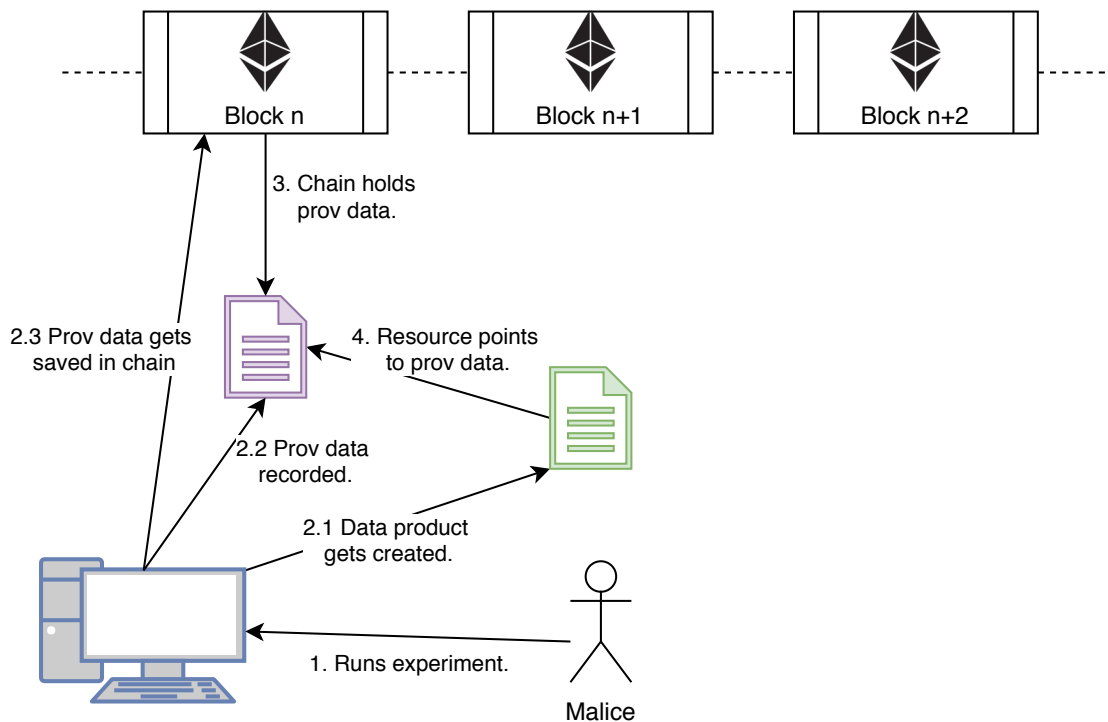 Block n
Block n+1
Block n+2
3. Chain holds
prov data.
2.3 Prov data gets
saved in chain
4. Resource points
to prov data.
2.2 Prov data
recorded.
2.1 Data product
gets created.
1. Runs experiment.
Malice